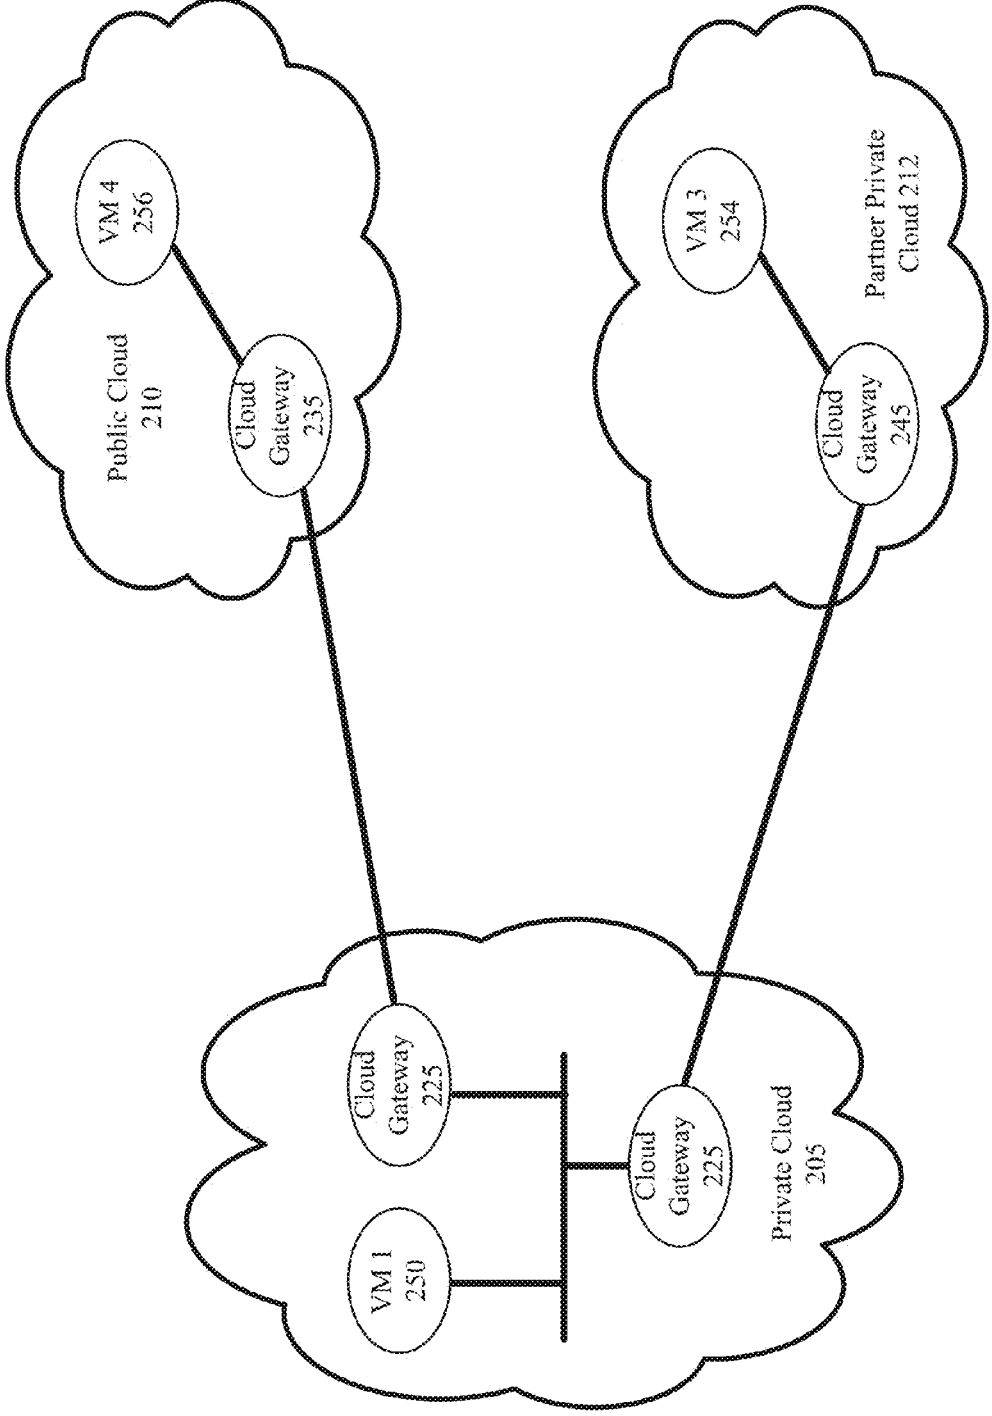 VM 1
250
Cloud
Gateway
225
Cloud
Gateway
225
Private Cloud
205
Public Cloud
210
Cloud
Gateway
235
VM 4
256
VM 3
254
Cloud
Gateway
245
Partner Private
Cloud 212